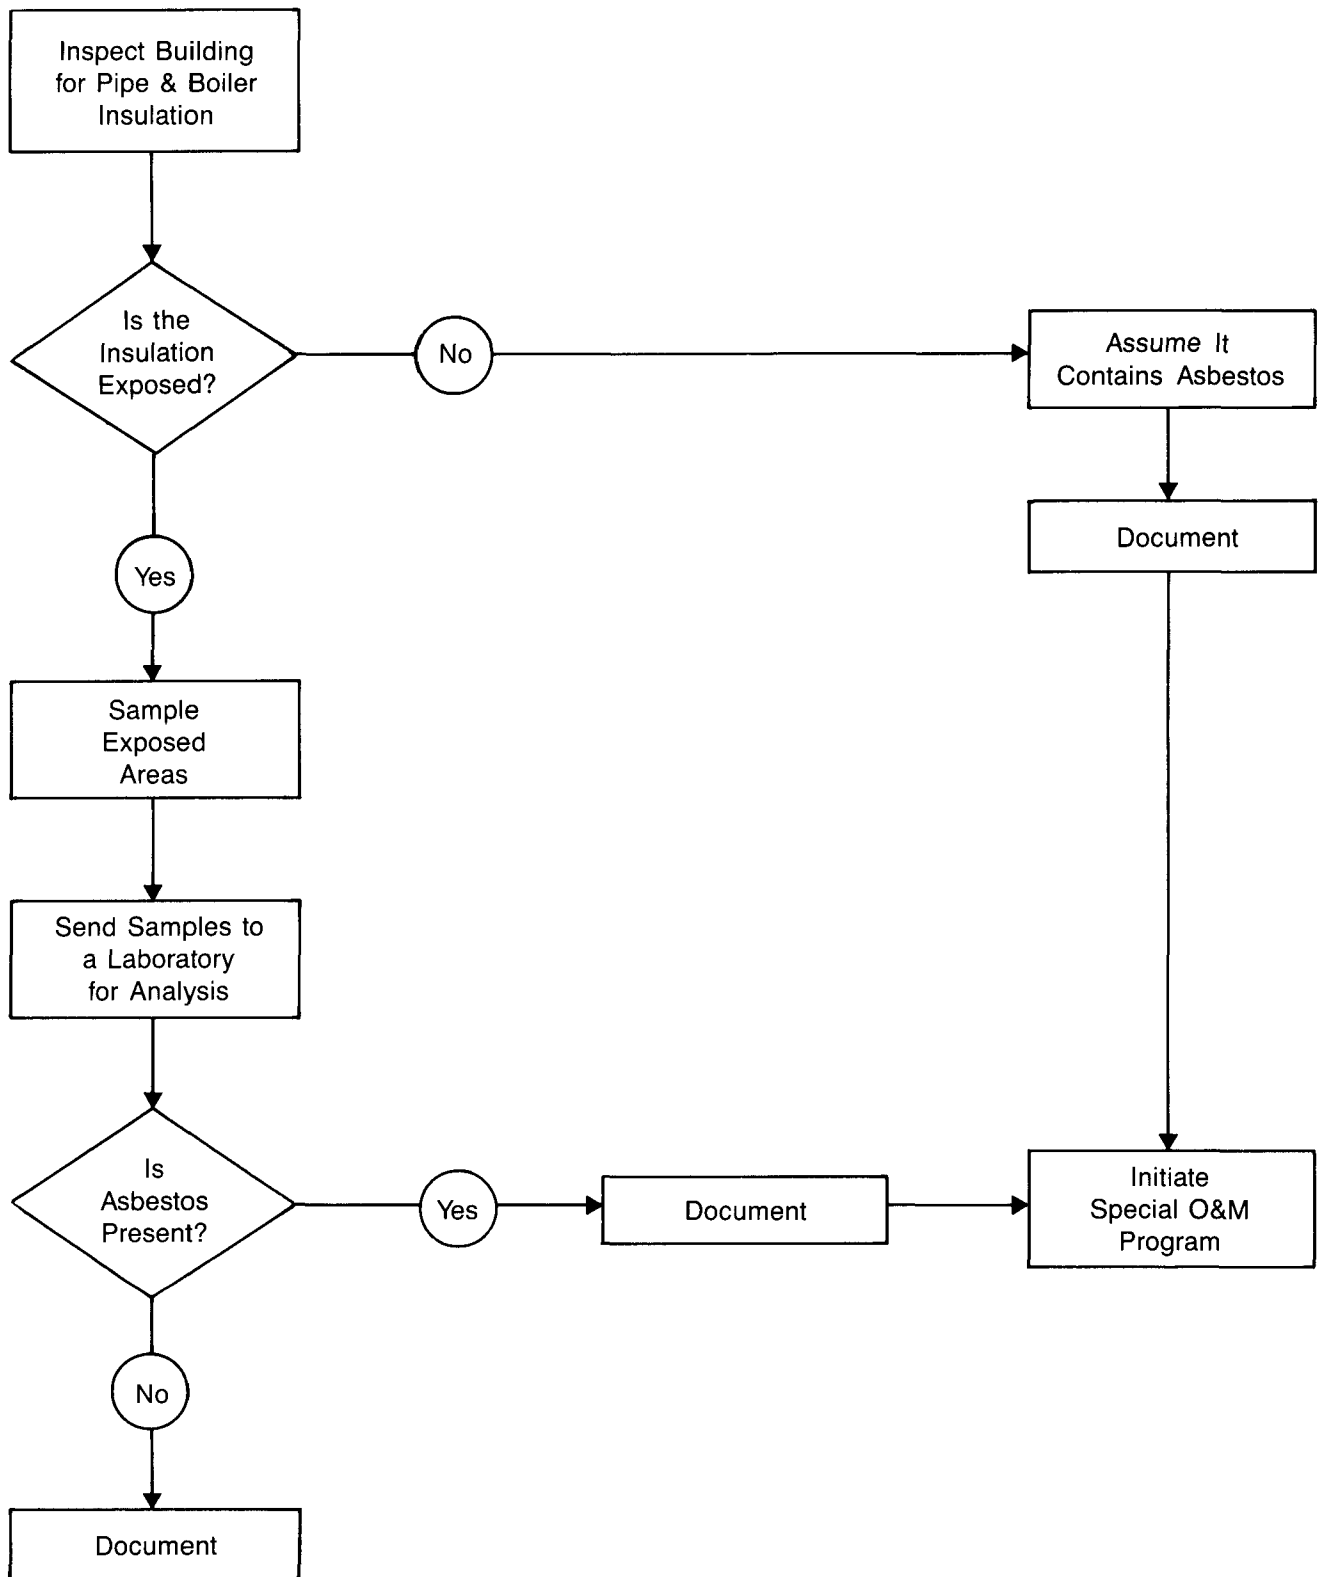 Inspect Building
for Pipe & Boiler
Insulation
Is the
Insulation
Exposed?
No
Assume It
Contains Asbestos
Document
Yes
Sample
Exposed
Areas
Send Samples to
a Laboratory
for Analysis
Is
Asbestos
Present?
Yes
Document
Initiate
Special O&M
Program
No
Document